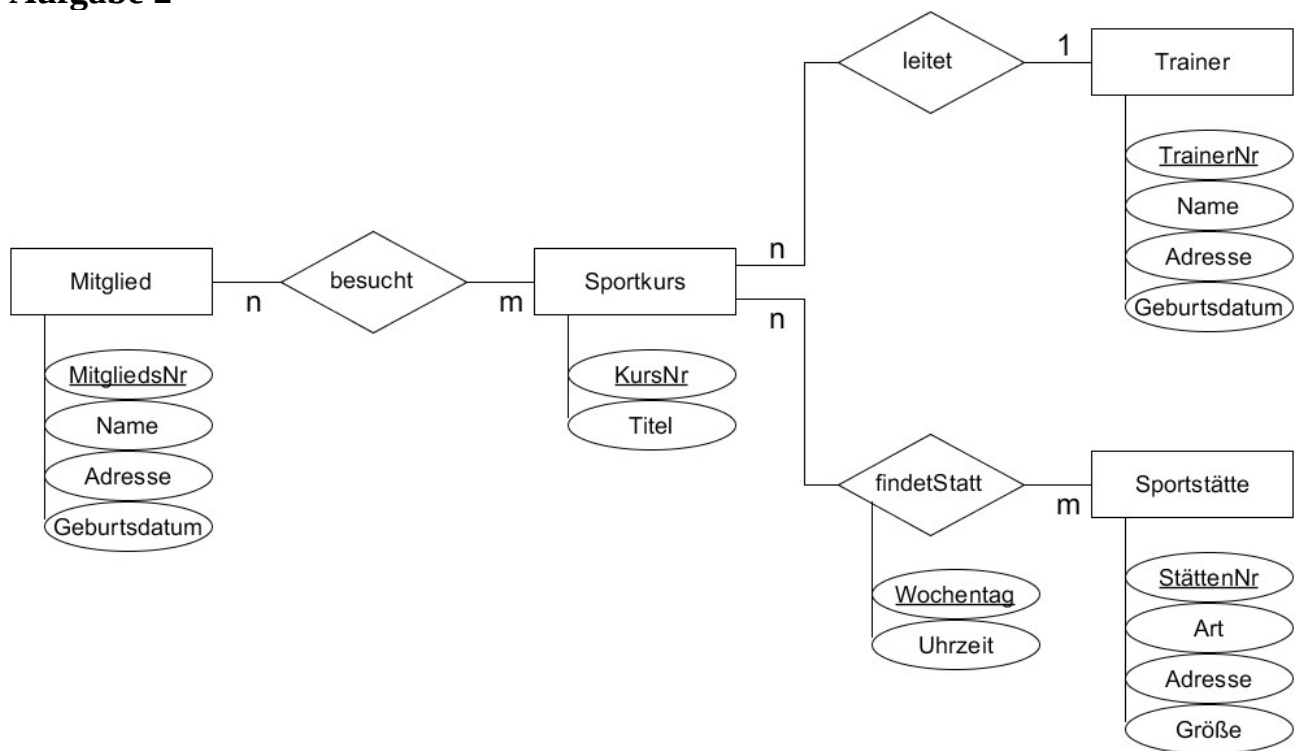 Aufgabe 2
leitet
1
Trainer
TrainerNr
Name
Adresse
Geburtsdatum
Mitglied
n
besucht
m
Sportkurs
n
n
MitgliedsNr
Name
Adresse
Geburtsdatum
KursNr
Titel
findetStatt
m
Sportstätte
Wochentag
Uhrzeit
StättenNr
Art
Adresse
Größe